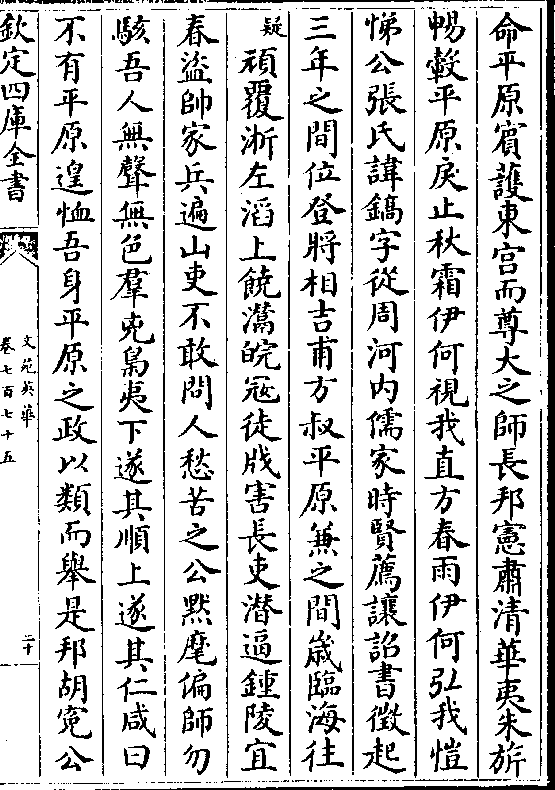 命平原賓護東宮而尊大之師長邦憲肅清華夷朱旂
暢轂平原戾止秋霜伊何視我直方春雨伊何弘我愷
悌公張氏諱鎬字從周河内儒家時賢薦讓詔書徵起
三年之間位登將相吉甫方叔平原兼之間歲臨海往
疑
頑覆浙左滔上饒灊皖冦徒戕害長吏潜逼鍾陵宜
春盜帥家兵遍山吏不敢問人愁苦之公黙麾偏師勿
駭吾人無聲無色羣兇梟夷下遂其順上遂其仁咸曰
不有平原遑恤吾身平原之政以類而舉是邦胡寃公
欽定四庫全書
文苑英華
卷七百七十五
二十